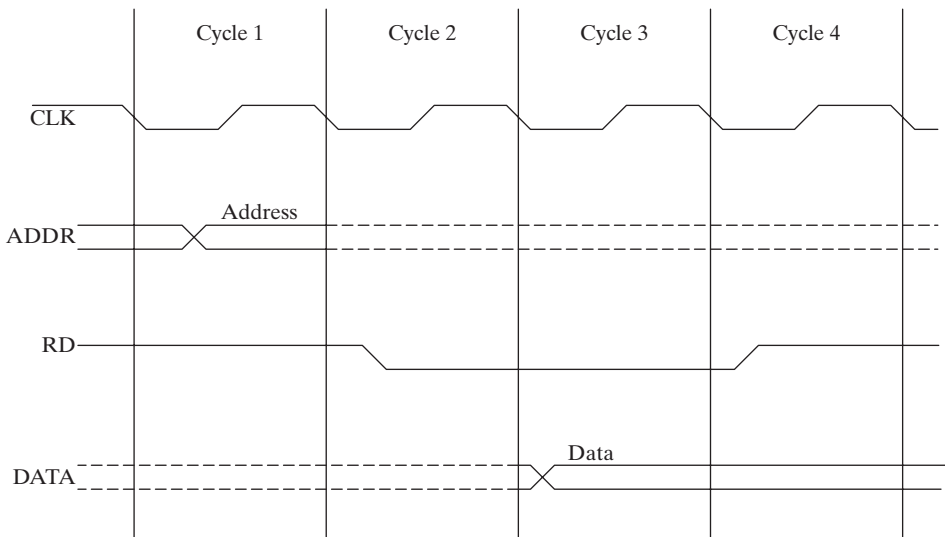 Cycle 1 Cycle 2 Cycle 3 Cycle 4
CLK
Address
ADDR
RD
Data
DATA